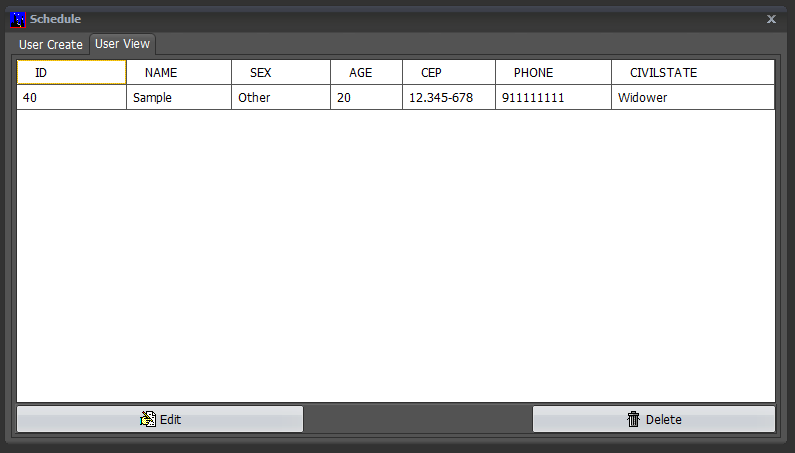 Schedule
User Create User View
ID NAME SEX AGE CEP PHONE CIVILSTATE
40 Sample Other 20 12.345-678 911111111 Widower
Edit Delete